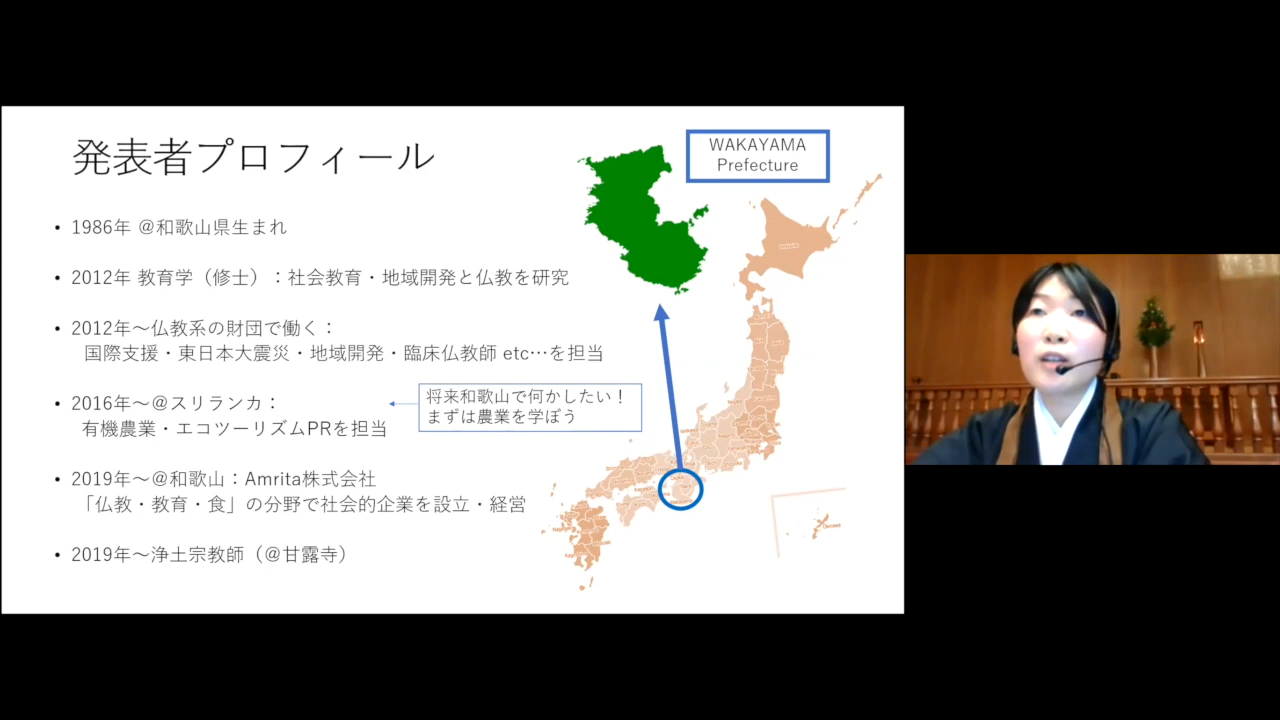 発表者プロフィール
WAKAYAMA
Prefecture
• 1986年 @和歌山県生まれ
• 2012年 教育学（修士）：社会教育・地域開発と仏教を研究
• 2012年～仏教系の財団で働く：
国際支援・東日本大震災・地域開発・臨床仏教師 etc…を担当
• 2016年～@スリランカ：
有機農業・エコツーリズムPRを担当
将来和歌山で何かしたい！
まずは農業を学ぼう
• 2019年～@和歌山：Amrita株式会社
「仏教・教育・食」の分野で社会的企業を設立・経営
• 2019年～浄土宗教師（@甘露寺）